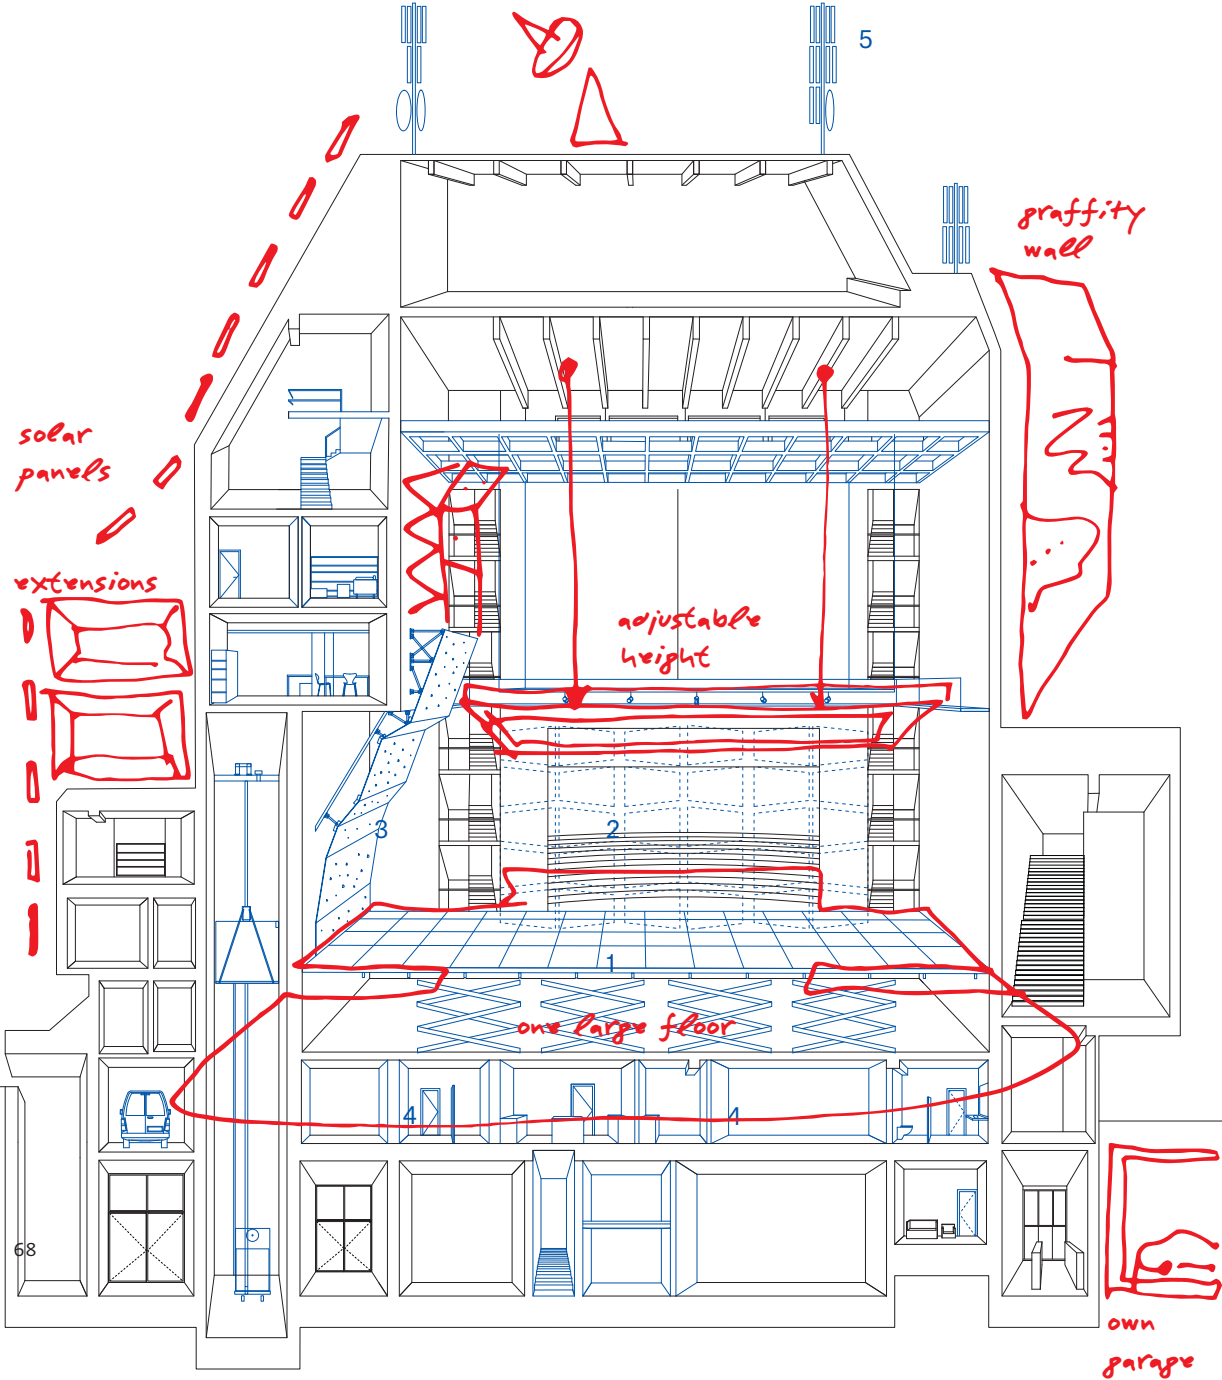 5
graffity
wall
solar
panels
extensions
adjustable
height
3
2
1
one large floor
4
4
68
own
garage